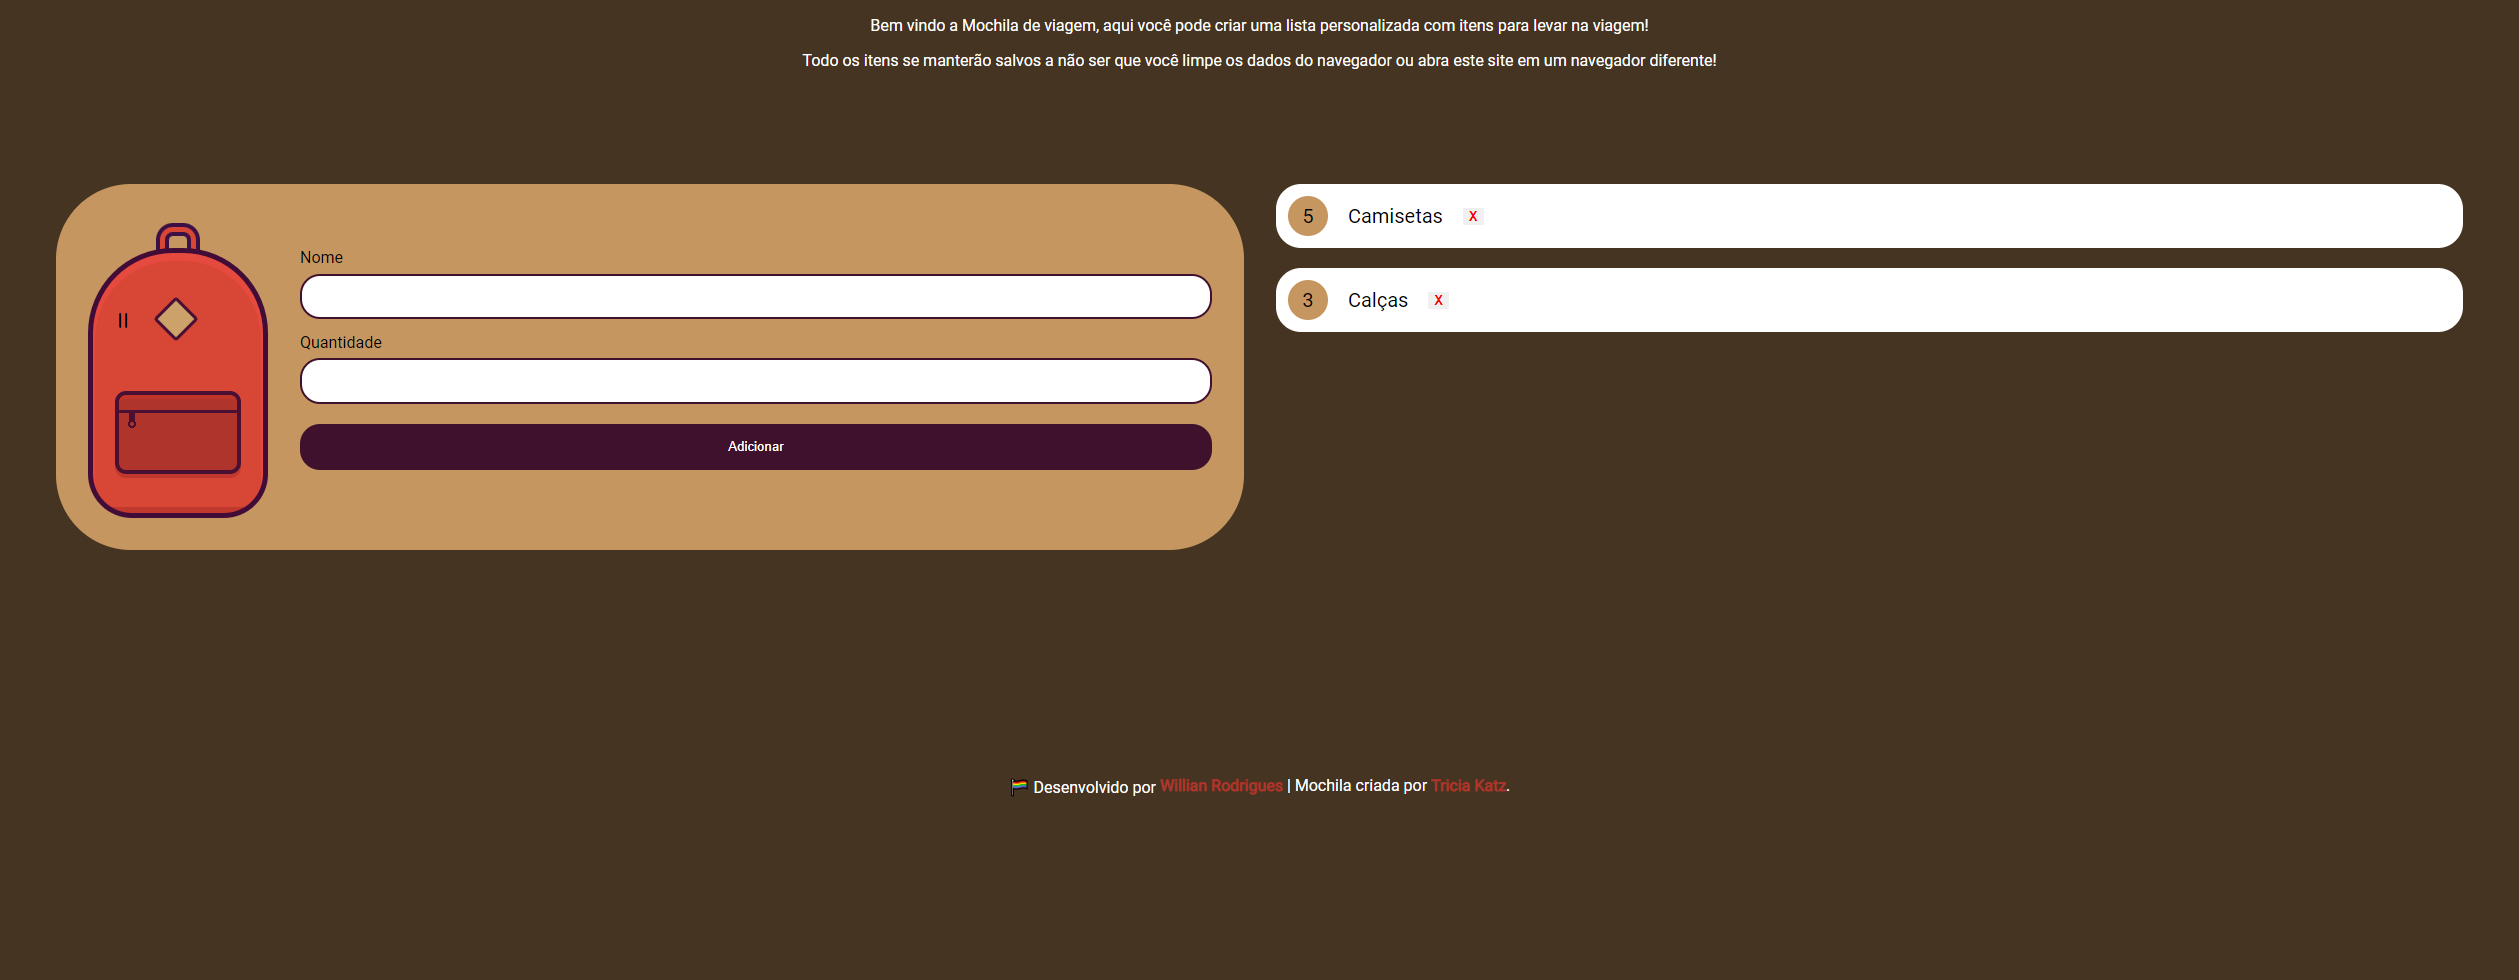 Bem vindo a Mochila de viagem, aqui você pode criar uma lista personalizada com itens para levar na viagem!
Todo os itens se manterão salvos a não ser que você limpe os dados do navegador ou abra este site em um navegador diferente!
Nome
Quantidade
Adicionar
5 Camisetas X
3 Calças X
Desenvolvido por Willian Rodrigues | Mochila criada por Tricia Katz.